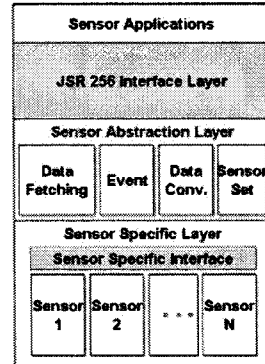 Sensor Applications
JSR 256 Interface Layer
Sensor Abstraction Layer
Data Fetching
Event
Data Conv.
Sensor Set
Sensor Specific Layer
Sensor Specific Interface
Sensor 1
Sensor 2
- - -
Sensor N